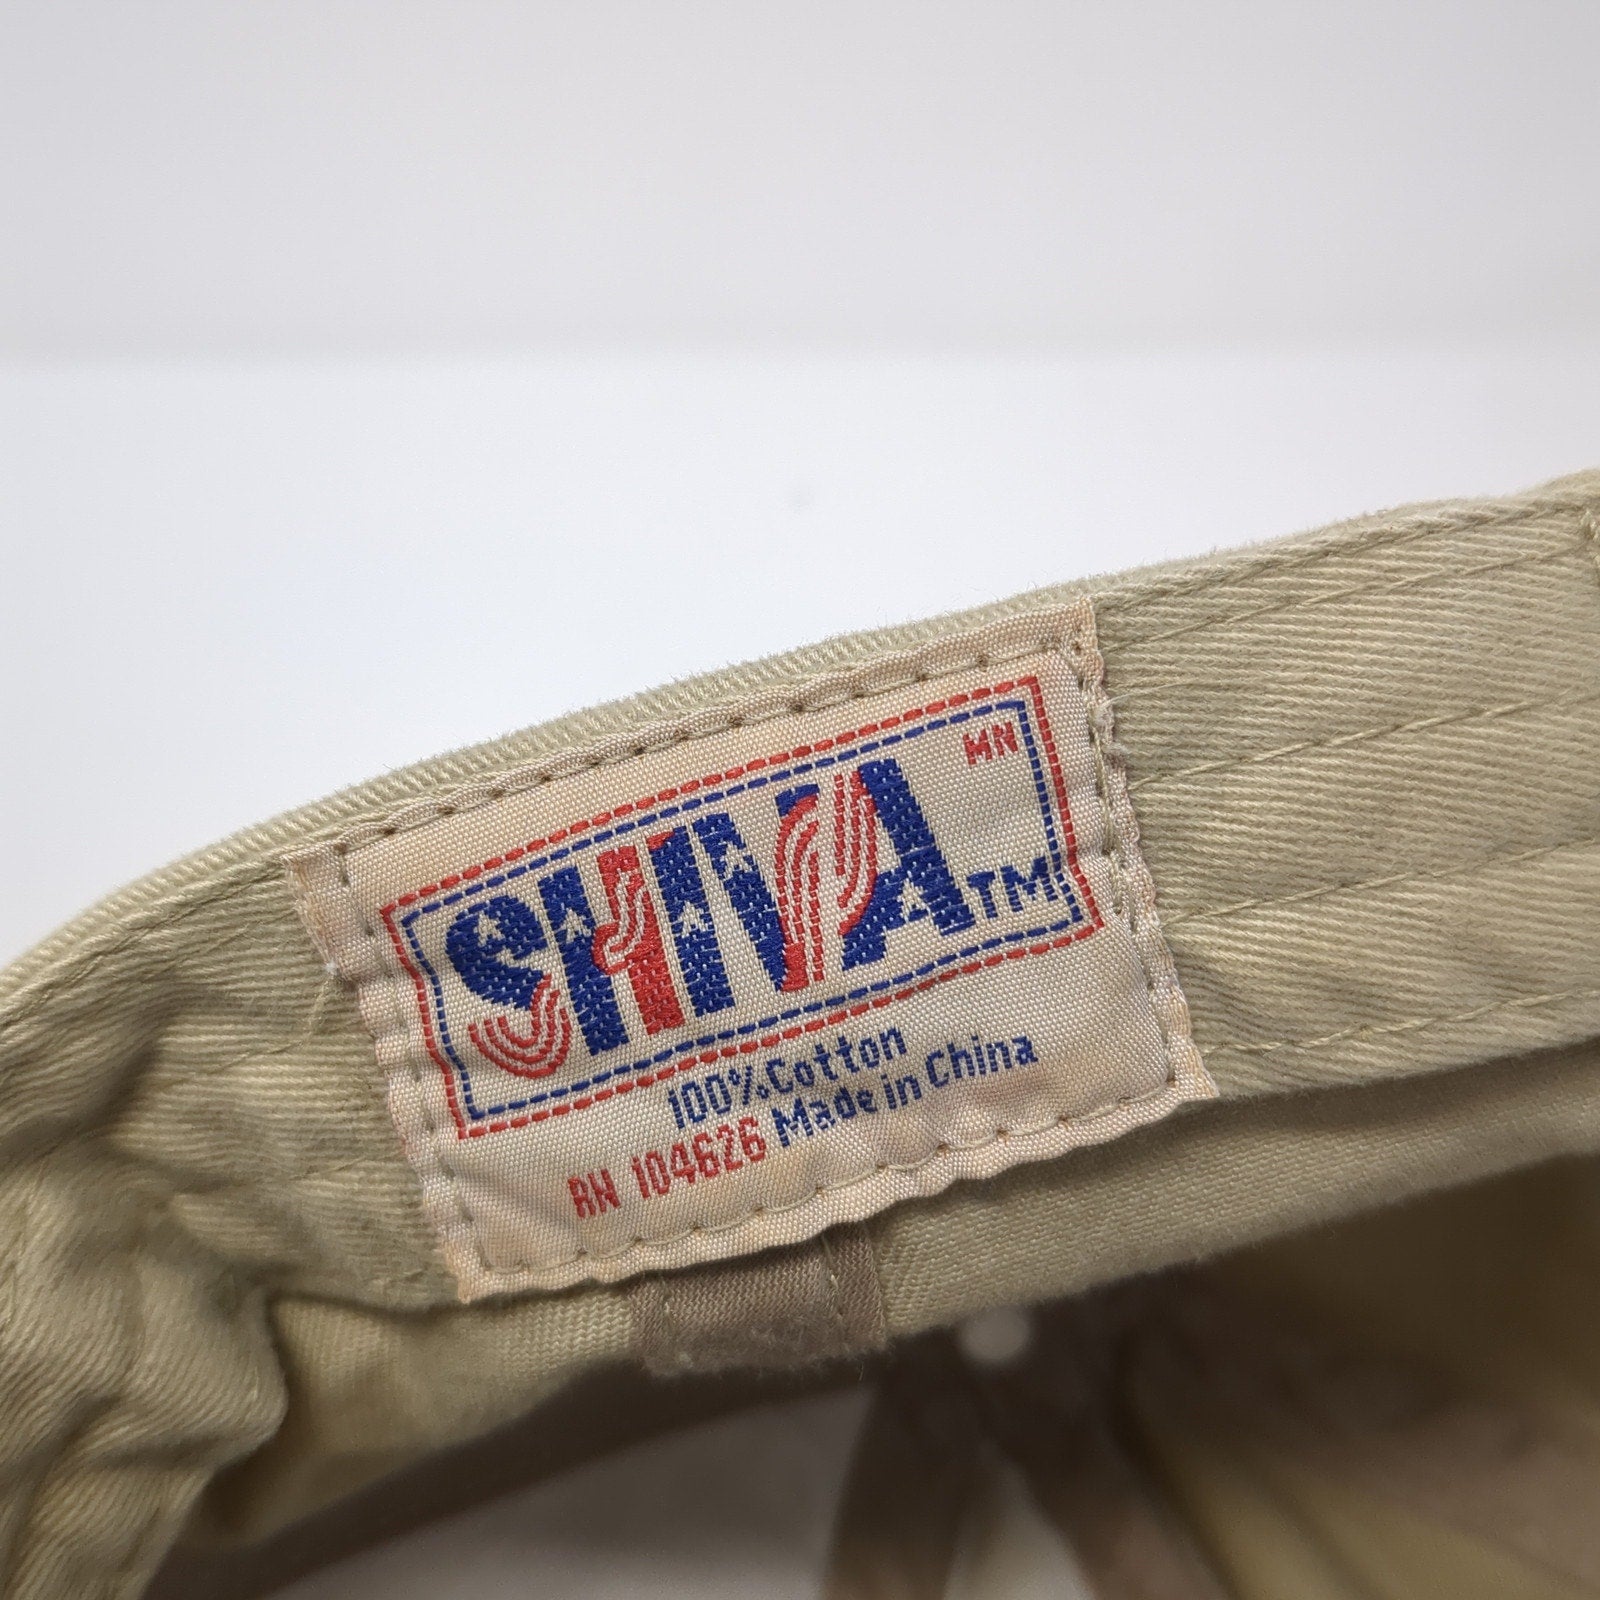 MN
SHIVA TM
100% Cotton
RN 104626 Made in China